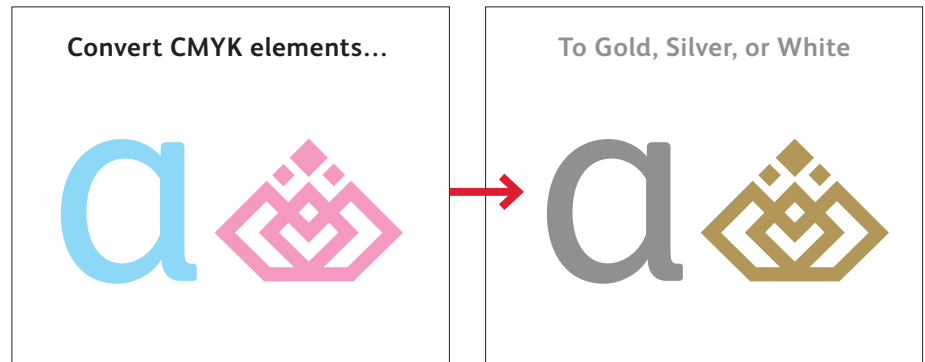 Convert CMYK elements...
To Gold, Silver, or White
a
a